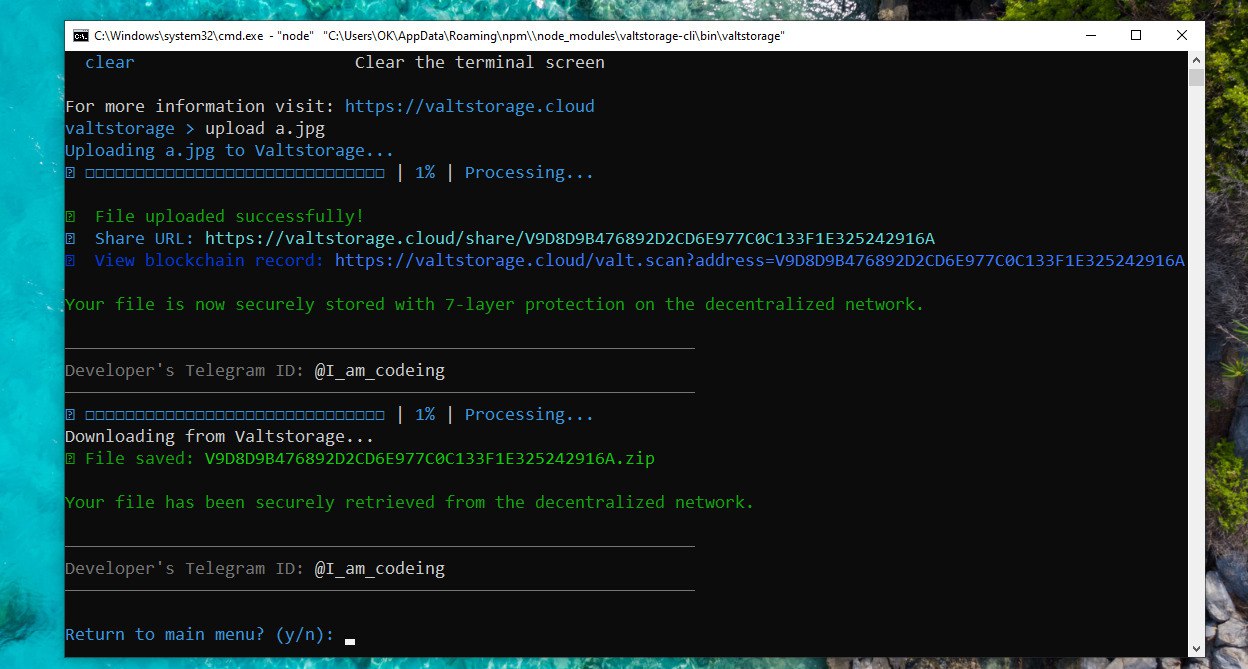 C:\Windows\system32\cmd.exe - "node" "C:\Users\OK\AppData\Roaming\npm\\node_modules\valtstorage-cli\bin\valtstorage"
clear Clear the terminal screen
For more information visit: https://valtstorage.cloud
valtstorage > upload a.jpg
Uploading a.jpg to Valtstorage...
| 1% | Processing...
File uploaded successfully!
Share URL: https://valtstorage.cloud/share/V9D8D9B476892D2CD6E977C0C133F1E325242916A
View blockchain record: https://valtstorage.cloud/valt.scan?address=V9D8D9B476892D2CD6E977C0C133F1E325242916A
Your file is now securely stored with 7-layer protection on the decentralized network.
Developer's Telegram ID: @I_am_codeing
| 1% | Processing...
Downloading from Valtstorage...
File saved: V9D8D9B476892D2CD6E977C0C133F1E325242916A.zip
Your file has been securely retrieved from the decentralized network.
Developer's Telegram ID: @I_am_codeing
Return to main menu? (y/n):